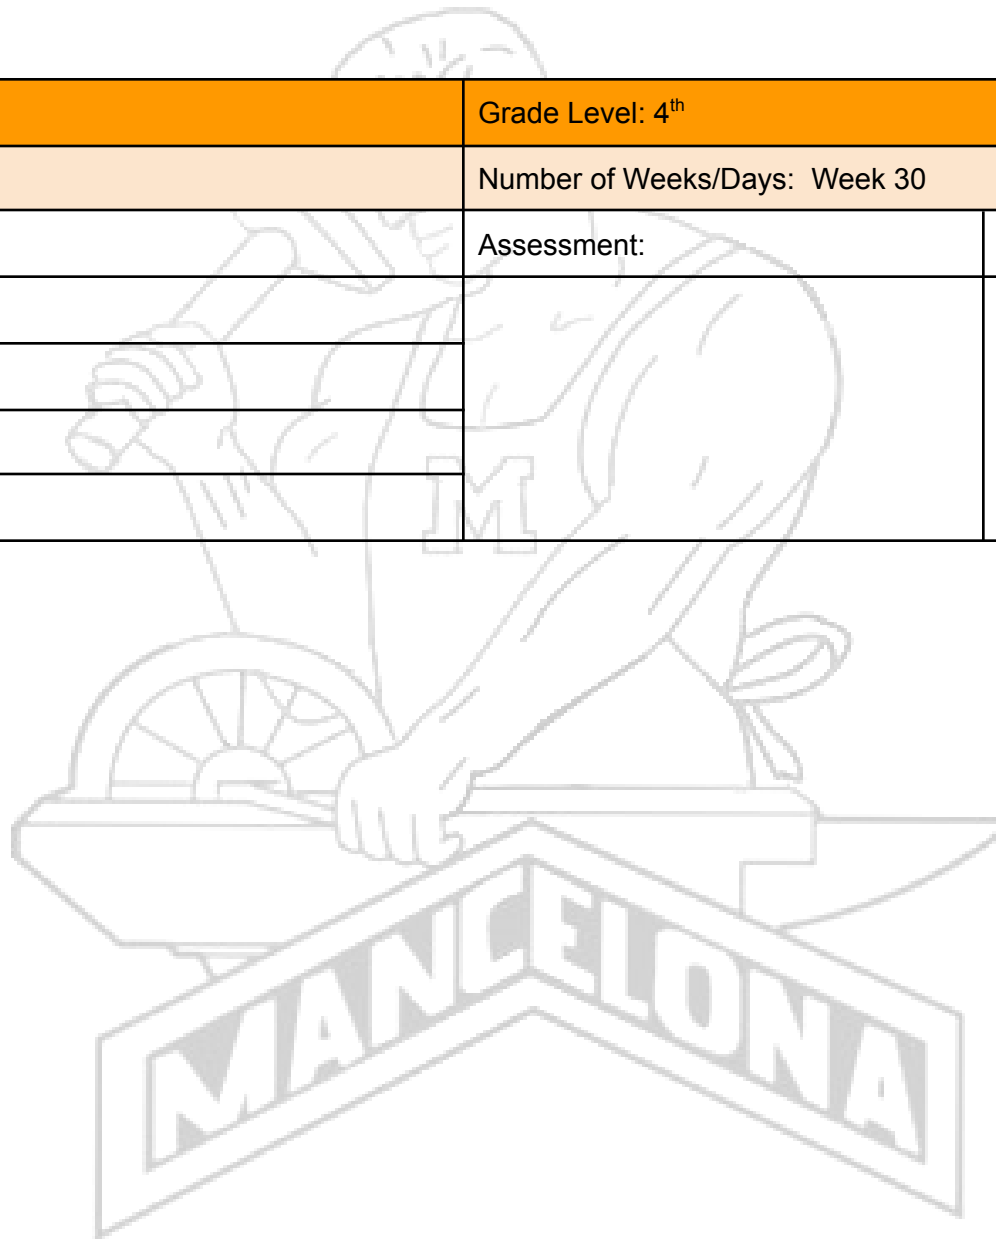 Grade Level: 4th
Number of Weeks/Days: Week 30
Assessment:
M
MANCELONA